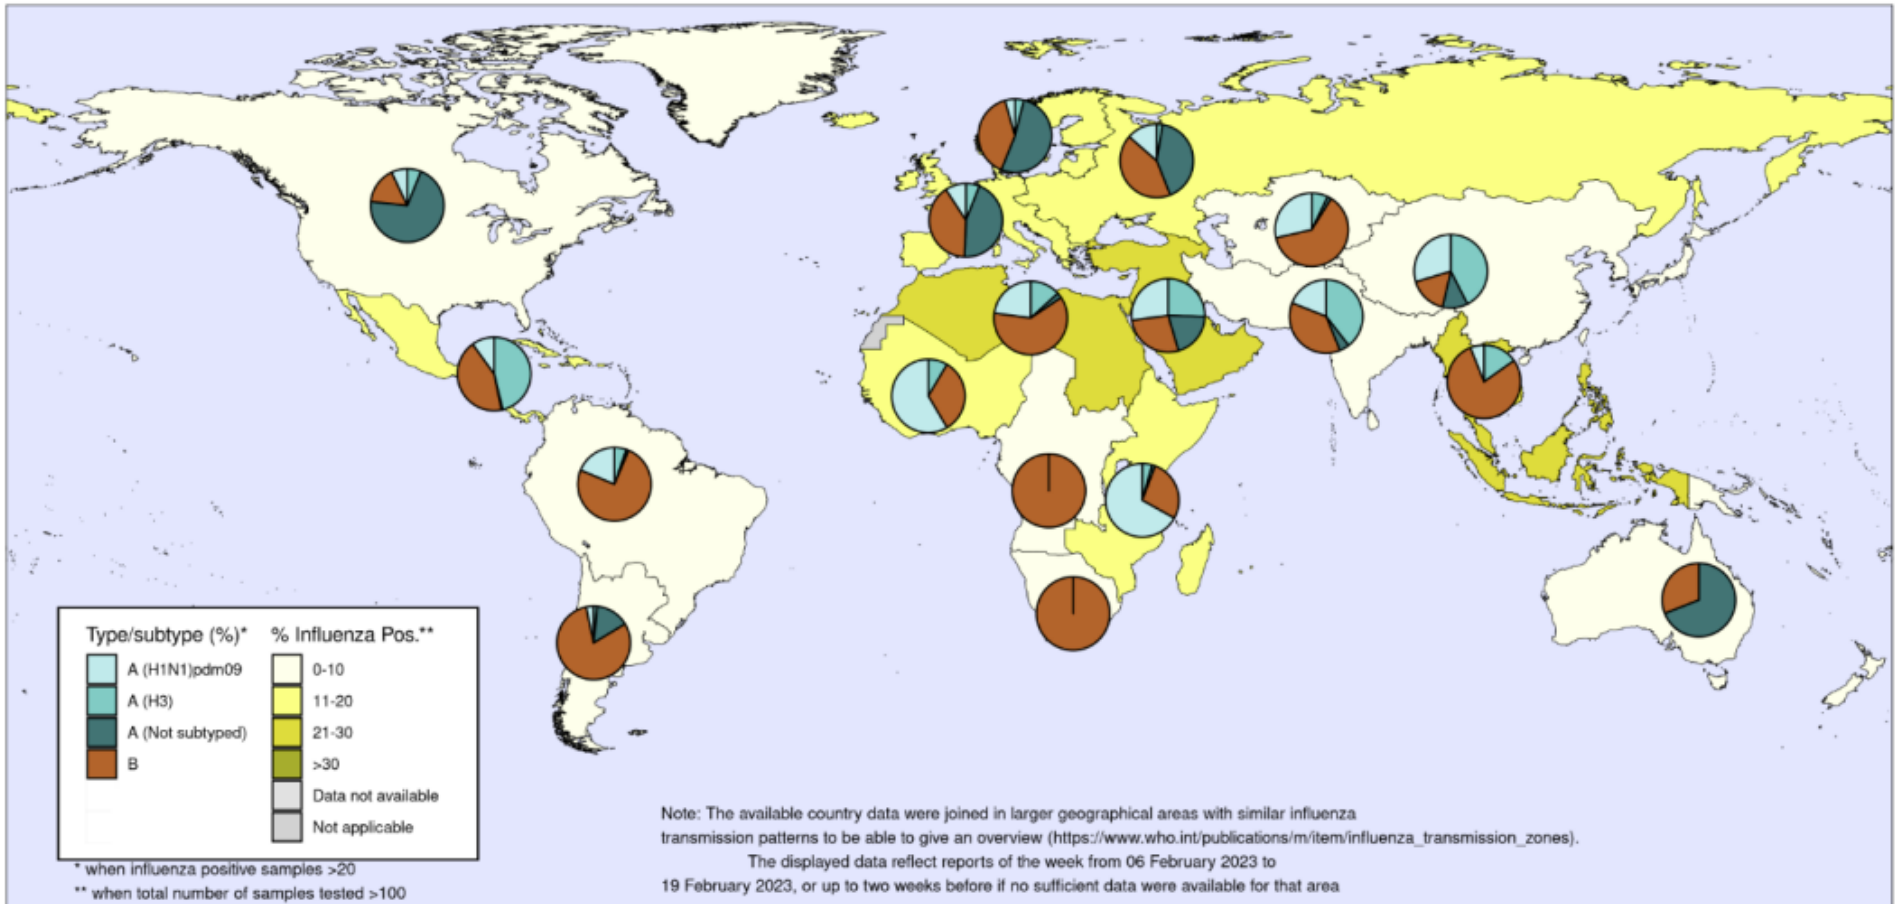 Type/subtype (%)* % Influenza Pos.**
A (H1N1)pdm09 0-10
A (H3) 11-20
A (Not subtyped) 21-30
B >30
Data not available
Not applicable
* when influenza positive samples >20
** when total number of samples tested >100
Note: The available country data were joined in larger geographical areas with similar influenza
transmission patterns to be able to give an overview (https://www.who.int/publications/m/item/influenza_transmission_zones).
The displayed data reflect reports of the week from 06 February 2023 to
19 February 2023, or up to two weeks before if no sufficient data were available for that area